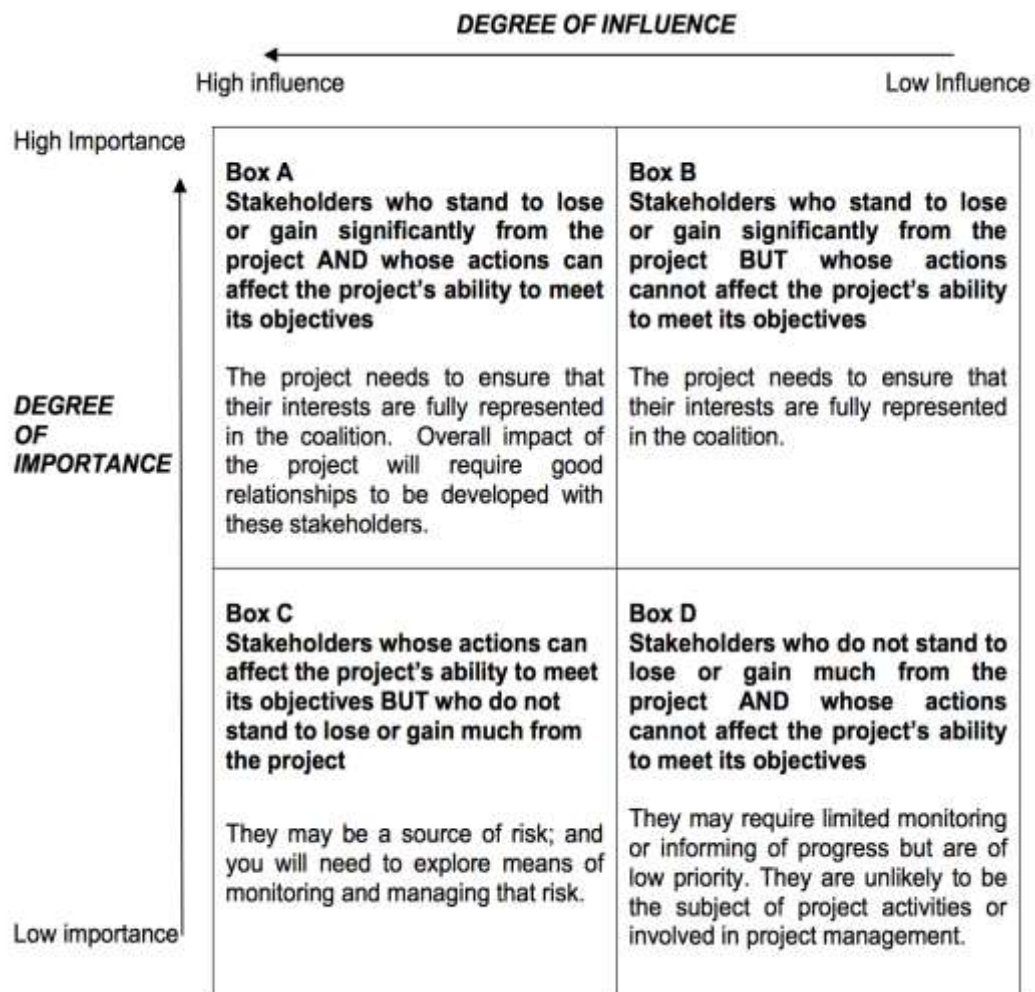 DEGREE OF INFLUENCE
High influence
Low Influence
High Importance
DEGREE
OF
IMPORTANCE
Low importance
Box A
Stakeholders who stand to lose
or gain significantly from the
project AND whose actions can
affect the project's ability to meet
its objectives
The project needs to ensure that
their interests are fully represented
in the coalition. Overall impact of
the project will require good
relationships to be developed with
these stakeholders.
Box B
Stakeholders who stand to lose
or gain significantly from the
project BUT whose actions
cannot affect the project's ability
to meet its objectives
The project needs to ensure that
their interests are fully represented
in the coalition.
Box C
Stakeholders whose actions can
affect the project's ability to meet
its objectives BUT who do not
stand to lose or gain much from
the project
They may be a source of risk; and
you will need to explore means of
monitoring and managing that risk.
Box D
Stakeholders who do not stand to
lose or gain much from the
project AND whose actions
cannot affect the project's ability
to meet its objectives
They may require limited monitoring
or informing of progress but are of
low priority. They are unlikely to be
the subject of project activities or
involved in project management.